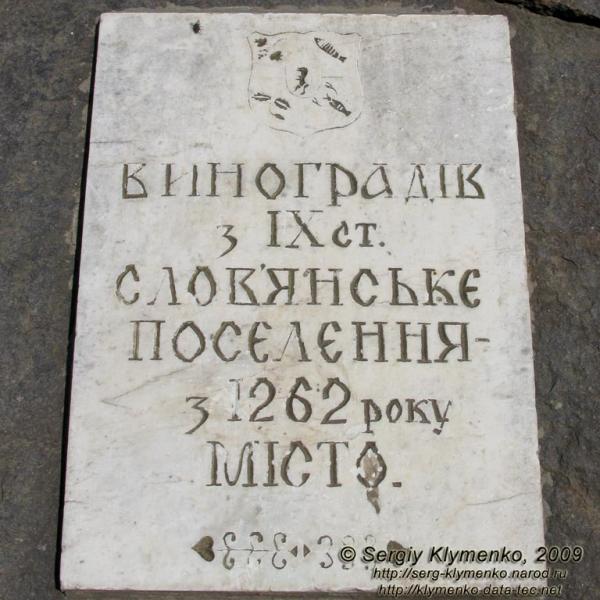 ВИНОГРАДІВ
з IX ст.
СЛОВ'ЯНСЬКЕ
ПОСЕЛЕННЯ-
з 1262 року
МІСТО.
© Sergiy Klymenko, 2009
http://serg-klymenko.narod.ru
http://klymenko.data-tec.net